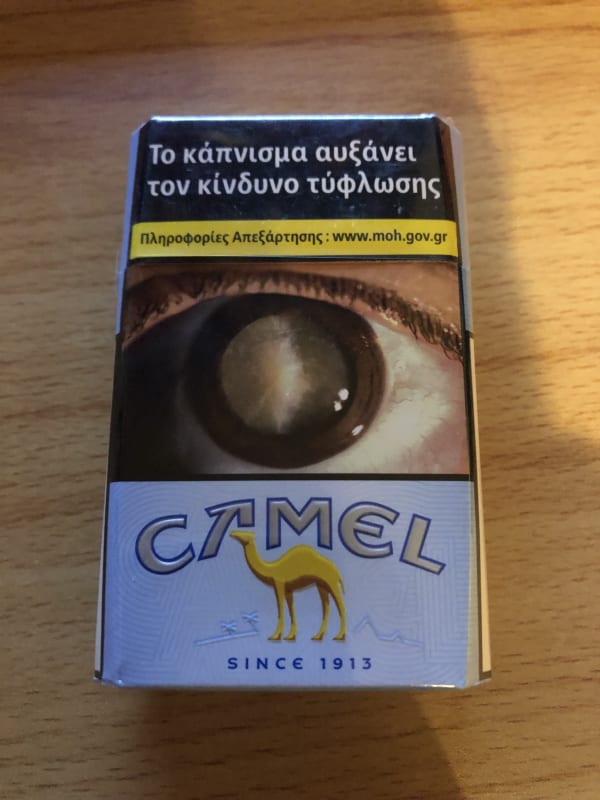 Το κάπνισμα αυξάνει
τον κίνδυνο τύφλωσης
Πληροφορίες Απεξάρτησης : www.moh.gov.gr
CAMEL
SINCE 1913